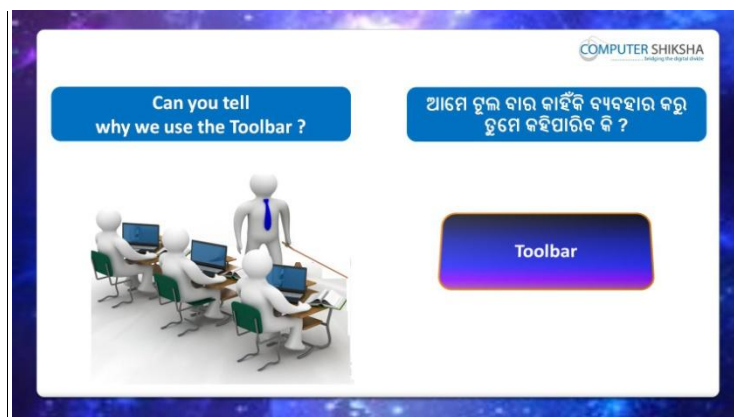 COMPUTER SHIKSHA
bridging the digital divide
Can you tell
why we use the Toolbar ?
ଆମେ ଟୁଲ ବାର କାହିଁକି ବ୍ୟବହାର କରୁ
ତୁମେ କହିପାରିବ କି ?
Toolbar